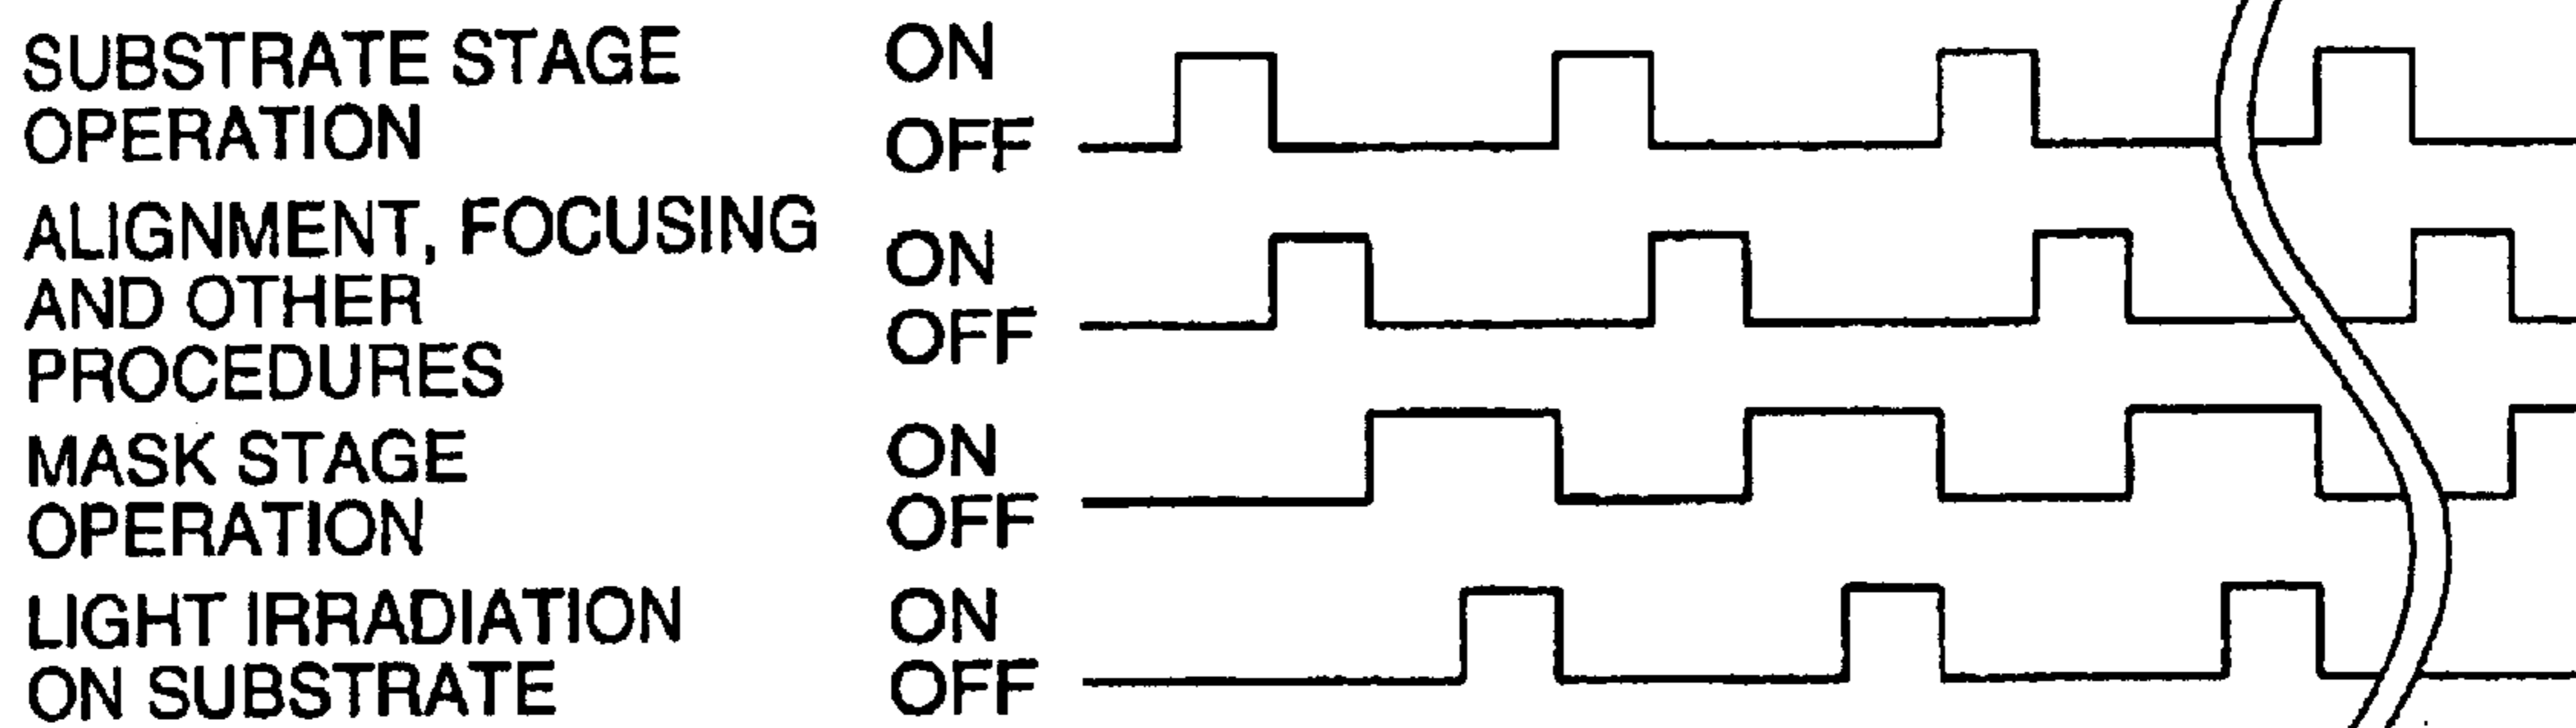 SUBSTRATE STAGE
OPERATION
ON
OFF
ALIGNMENT, FOCUSING
AND OTHER
PROCEDURES
ON
OFF
MASK STAGE
OPERATION
ON
OFF
LIGHT IRRADIATION
ON SUBSTRATE
ON
OFF